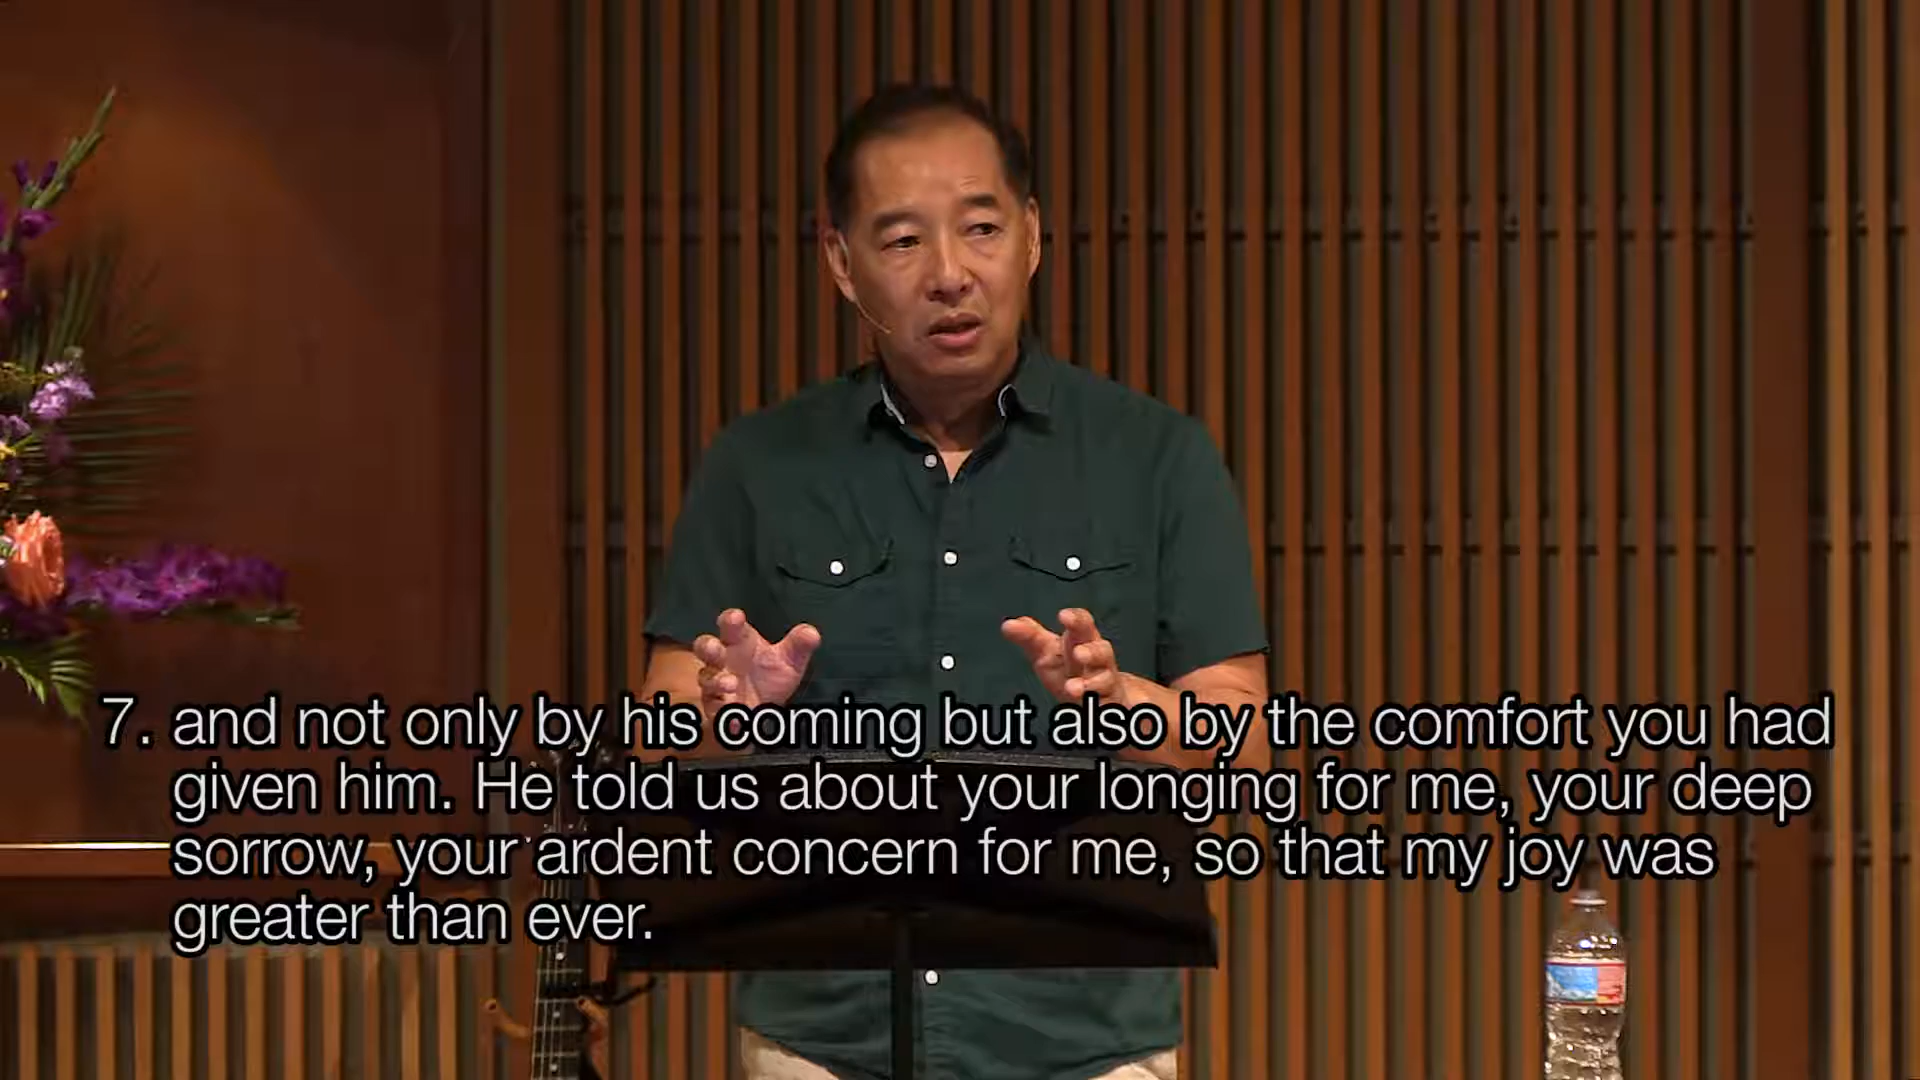 7. and not only by his coming but also by the comfort you had
given him. He told us about your longing for me, your deep
sorrow, your ardent concern for me, so that my joy was
greater than ever.